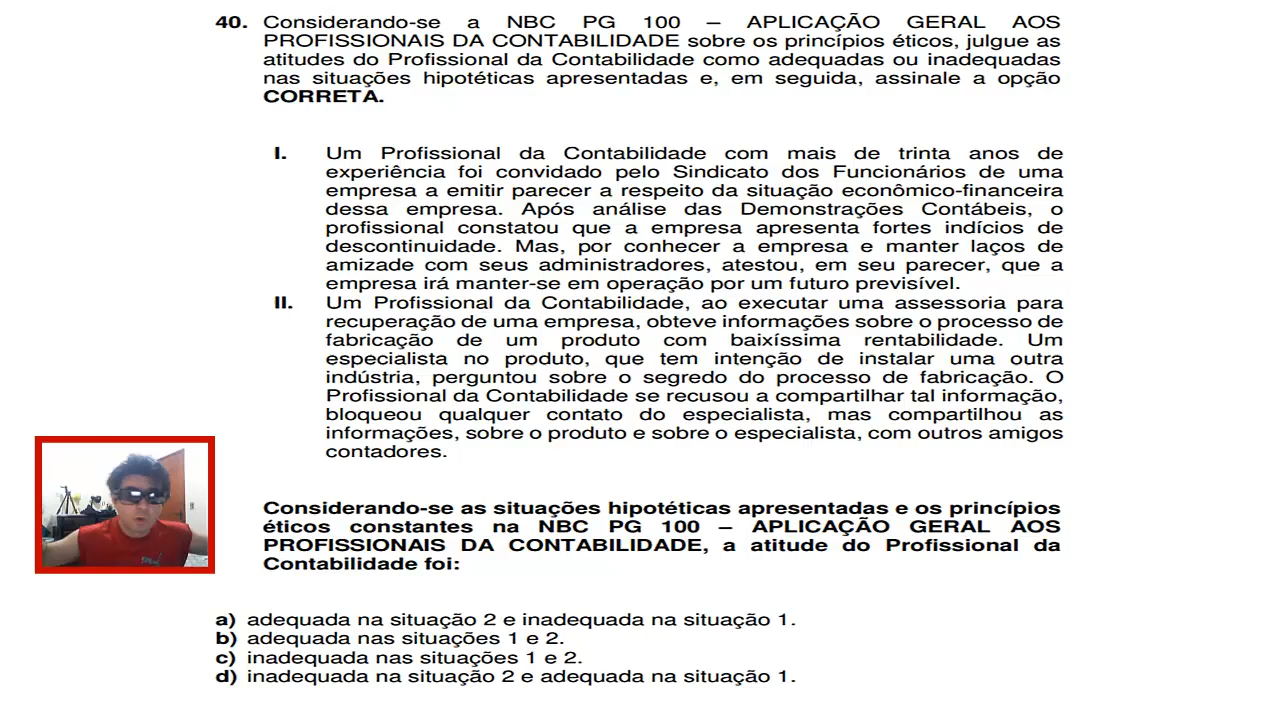 40. Considerando-se a NBC PG 100 – APLICAÇÃO GERAL AOS
PROFISSIONAIS DA CONTABILIDADE sobre os princípios éticos, julgue as
atitudes do Profissional da Contabilidade como adequadas ou inadequadas
nas situações hipotéticas apresentadas e, em seguida, assinale a opção
CORRETA.
I. Um Profissional da Contabilidade com mais de trinta anos de
experiência foi convidado pelo Sindicato dos Funcionários de uma
empresa a emitir parecer a respeito da situação econômico-financeira
dessa empresa. Após análise das Demonstrações Contábeis, o
profissional constatou que a empresa apresenta fortes indícios de
descontinuidade. Mas, por conhecer a empresa e manter laços de
amizade com seus administradores, atestou, em seu parecer, que a
empresa irá manter-se em operação por um futuro previsível.
II. Um Profissional da Contabilidade, ao executar uma assessoria para
recuperação de uma empresa, obteve informações sobre o processo de
fabricação de um produto com baixíssima rentabilidade. Um
especialista no produto, que tem intenção de instalar uma outra
indústria, perguntou sobre o segredo do processo de fabricação. O
Profissional da Contabilidade se recusou a compartilhar tal informação,
bloqueou qualquer contato do especialista, mas compartilhou as
informações, sobre o produto e sobre o especialista, com outros amigos
contadores.
Considerando-se as situações hipotéticas apresentadas e os princípios
éticos constantes na NBC PG 100 – APLICAÇÃO GERAL AOS
PROFISSIONAIS DA CONTABILIDADE, a atitude do Profissional da
Contabilidade foi:
a) adequada na situação 2 e inadequada na situação 1.
b) adequada nas situações 1 e 2.
c) inadequada nas situações 1 e 2.
d) inadequada na situação 2 e adequada na situação 1.